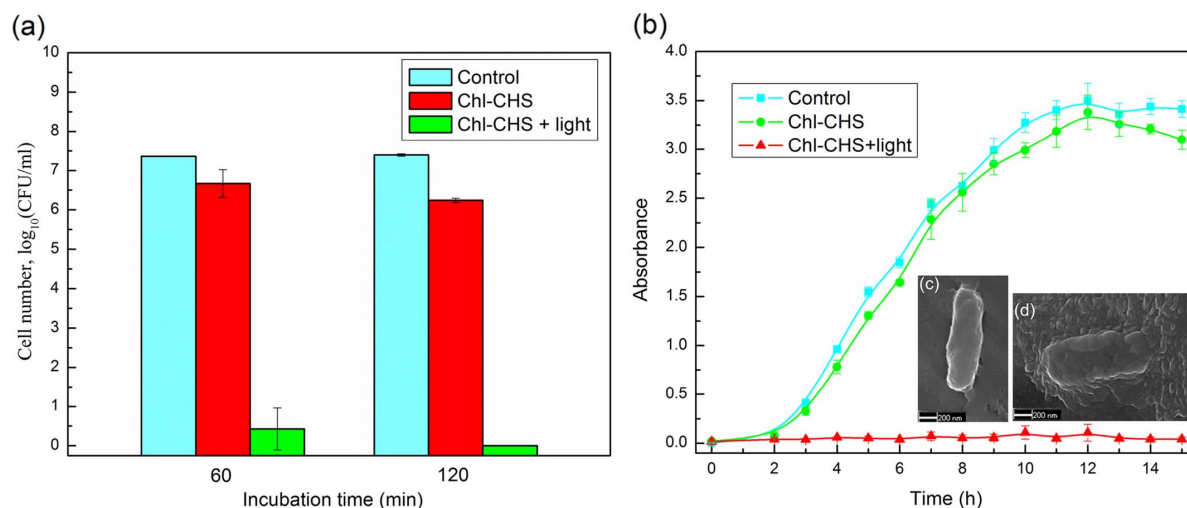 (a)
10
9
8
7
6
5
4
3
2
1
0
Cell number, log10(CFU/ml)
Control
Chl-CHS
Chl-CHS + light
60
120
Incubation time (min)
(b)
4.0
3.5
3.0
2.5
2.0
1.5
1.0
0.5
0.0
Absorbance
Control
Chl-CHS
Chl-CHS+light
(c)
200 nm
(d)
200 nm
0
2
4
6
8
10
12
14
Time (h)